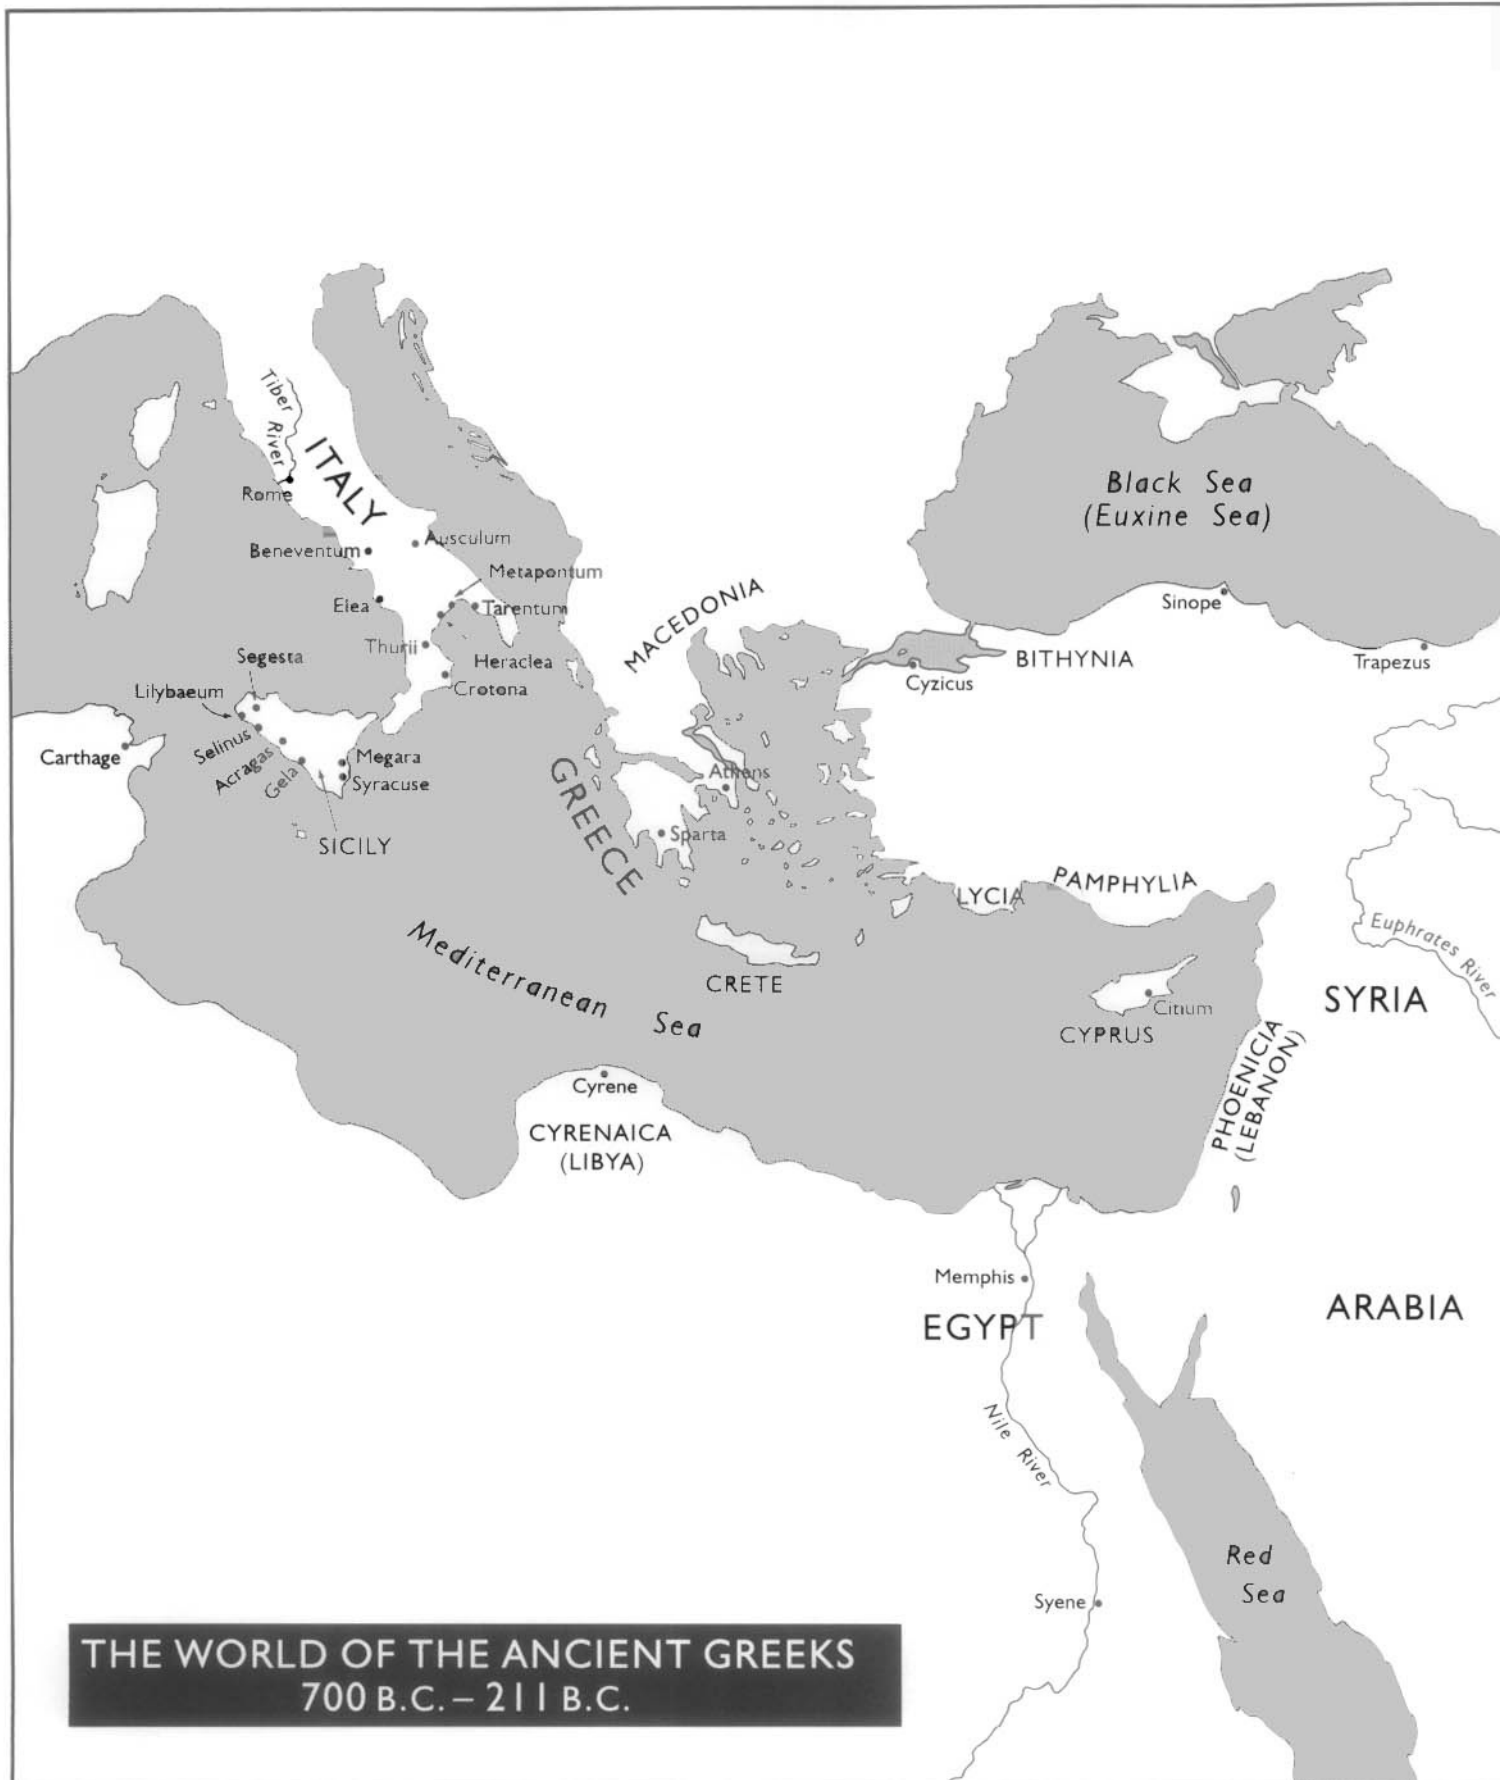 Tiber
River
ITALY
Rome
Beneventum
Ausculum
Metapontum
Elea
Tarentum
Thurii
Heraclea
Crotona
Segesta
Lilybaeum
Selinus
Acragas
Gela
Megara
Syracuse
SICILY
Carthage
MACEDONIA
GREECE
Athens
Sparta
Black Sea
(Euxine Sea)
Sinope
Trapezus
BITHYNIA
Cyzicus
LYCIA
PAMPHYLIA
Euphrates River
SYRIA
Mediterranean
Sea
CRETE
Citium
CYPRUS
PHOENICIA
(LEBANON)
Cyrene
CYRENAICA
(LIBYA)
Memphis
EGYPT
ARABIA
Nile River
Red
Sea
Syene
THE WORLD OF THE ANCIENT GREEKS
700 B.C. – 211 B.C.